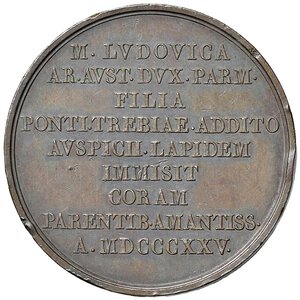 M. LVDOVICA
AR.AVST.DVX.PARM.
FILIA
PONTI.TREBIAE.ADDITO
AVSPICII.LAPIDEM
IMMISIT
CORAM
PARENTIB.AMANTISS.
A. MDCCCXXV.